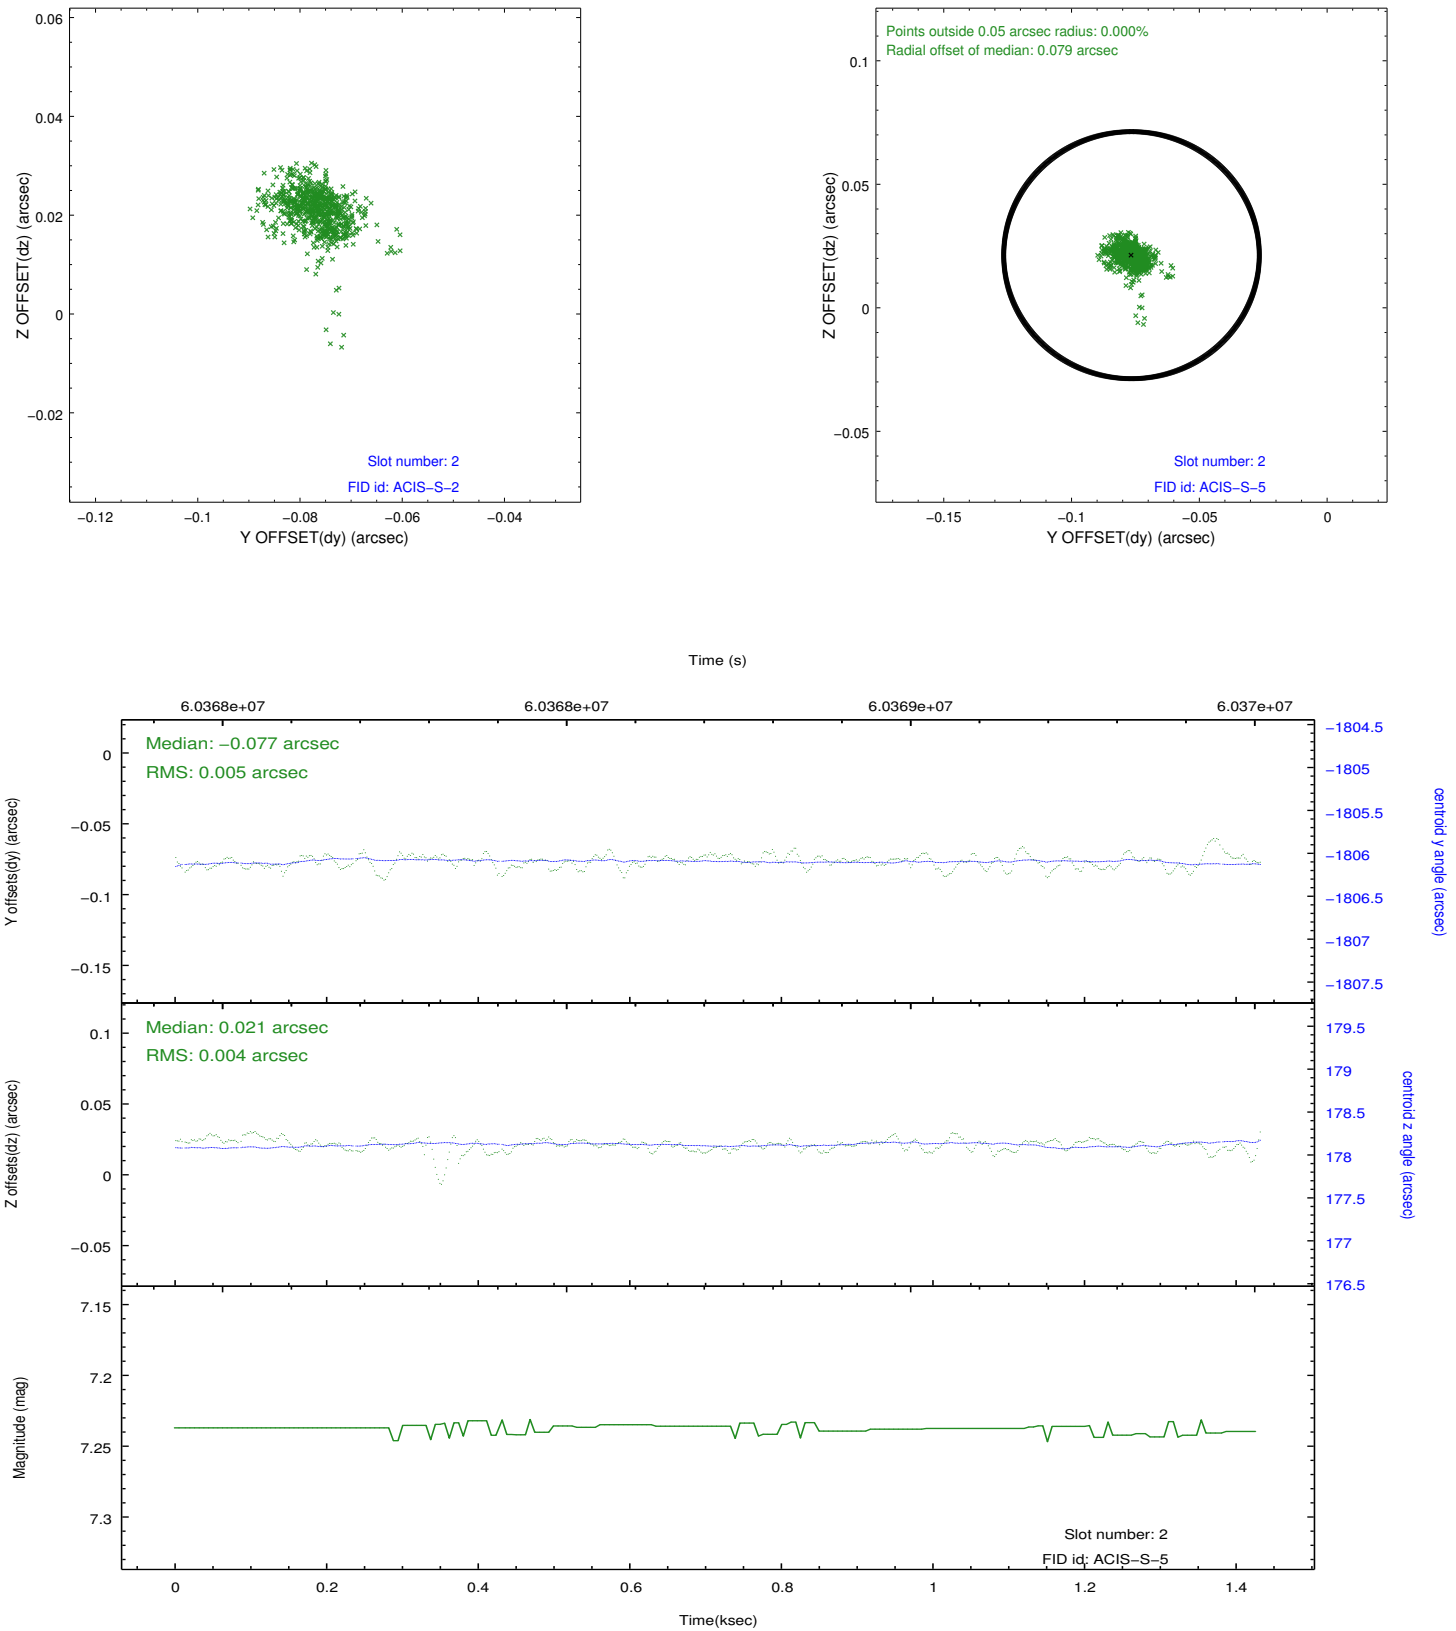 0.06
0.04
0.02
0
−0.02
Z OFFSET(dz) (arcsec)
Slot number: 2
FID id: ACIS−S−2
−0.12
−0.1
−0.08
−0.06
−0.04
Y OFFSET(dy) (arcsec)
Points outside 0.05 arcsec radius: 0.000%
Radial offset of median: 0.079 arcsec
0.1
0.05
0
−0.05
Z OFFSET(dz) (arcsec)
Slot number: 2
FID id: ACIS−S−5
−0.15
−0.1
−0.05
0
Y OFFSET(dy) (arcsec)
Time (s)
6.0368e+07
6.0368e+07
6.0369e+07
6.037e+07
Median: −0.077 arcsec
RMS: 0.005 arcsec
0
−0.05
−0.1
−0.15
Y offsets(dy) (arcsec)
−1804.5
−1805
−1805.5
−1806
−1806.5
−1807
−1807.5
centroid y angle (arcsec)
Median: 0.021 arcsec
RMS: 0.004 arcsec
0.1
0.05
0
−0.05
Z offsets(dz) (arcsec)
179.5
179
178.5
178
177.5
177
176.5
centroid z angle (arcsec)
7.15
7.2
7.25
7.3
Magnitude (mag)
Slot number: 2
FID id: ACIS−S−5
0
0.2
0.4
0.6
0.8
1
1.2
1.4
Time(ksec)